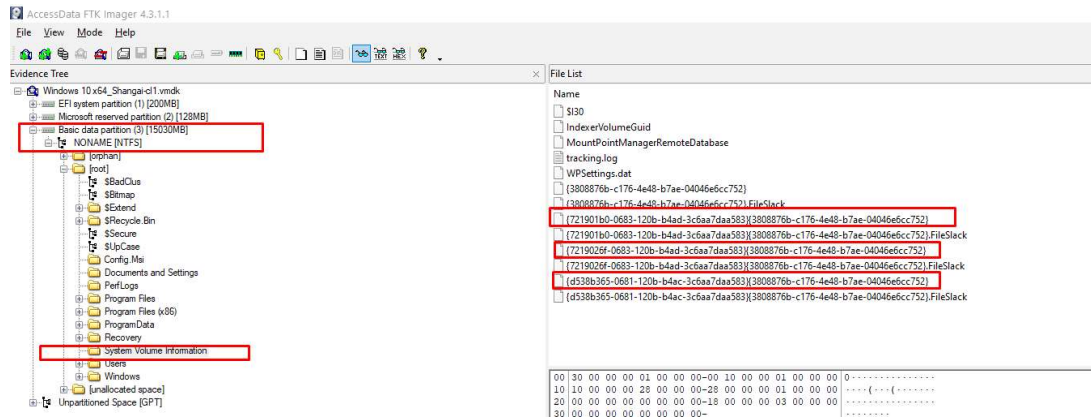 AccessData FTK Imager 4.3.1.1
File View Mode Help
Evidence Tree
Windows 10 x64_Shangai-cl1.vmdk
EFI system partition (1) [200MB]
Microsoft reserved partition (2) [128MB]
Basic data partition (3) [15030MB]
NONAME [NTFS]
[orphan]
[root]
$BadClus
$Bitmap
$Extend
$Recycle.Bin
$Secure
$UpCase
Config.Msi
Documents and Settings
PerfLogs
Program Files
Program Files (x86)
ProgramData
Recovery
System Volume Information
Users
Windows
[unallocated space]
Unpartitioned Space [GPT]
File List
Name
$I30
IndexerVolumeGuid
MountPointManagerRemoteDatabase
tracking.log
WPSettings.dat
{3808876b-c176-4e48-b7ae-04046e6cc752}
{3808876b-c176-4e48-b7ae-04046e6cc752}.FileSlack
{721901b0-0683-120b-b4ad-3c6aa7daa583}{3808876b-c176-4e48-b7ae-04046e6cc752}
{721901b0-0683-120b-b4ad-3c6aa7daa583}{3808876b-c176-4e48-b7ae-04046e6cc752}.FileSlack
{7219026f-0683-120b-b4ad-3c6aa7daa583}{3808876b-c176-4e48-b7ae-04046e6cc752}
{7219026f-0683-120b-b4ad-3c6aa7daa583}{3808876b-c176-4e48-b7ae-04046e6cc752}.FileSlack
{d538b365-0681-120b-b4ac-3c6aa7daa583}{3808876b-c176-4e48-b7ae-04046e6cc752}
{d538b365-0681-120b-b4ac-3c6aa7daa583}{3808876b-c176-4e48-b7ae-04046e6cc752}.FileSlack
00 30 00 00 00 01 00 00 00-00 10 00 00 01 00 00 00 0···············
10 10 00 00 00 28 00 00 00-28 00 00 00 01 00 00 00 ····(···(·······
20 00 00 00 00 00 00 00 00-18 00 00 00 03 00 00 00 ················
30 00 00 00 00 00 00 00 00- ········